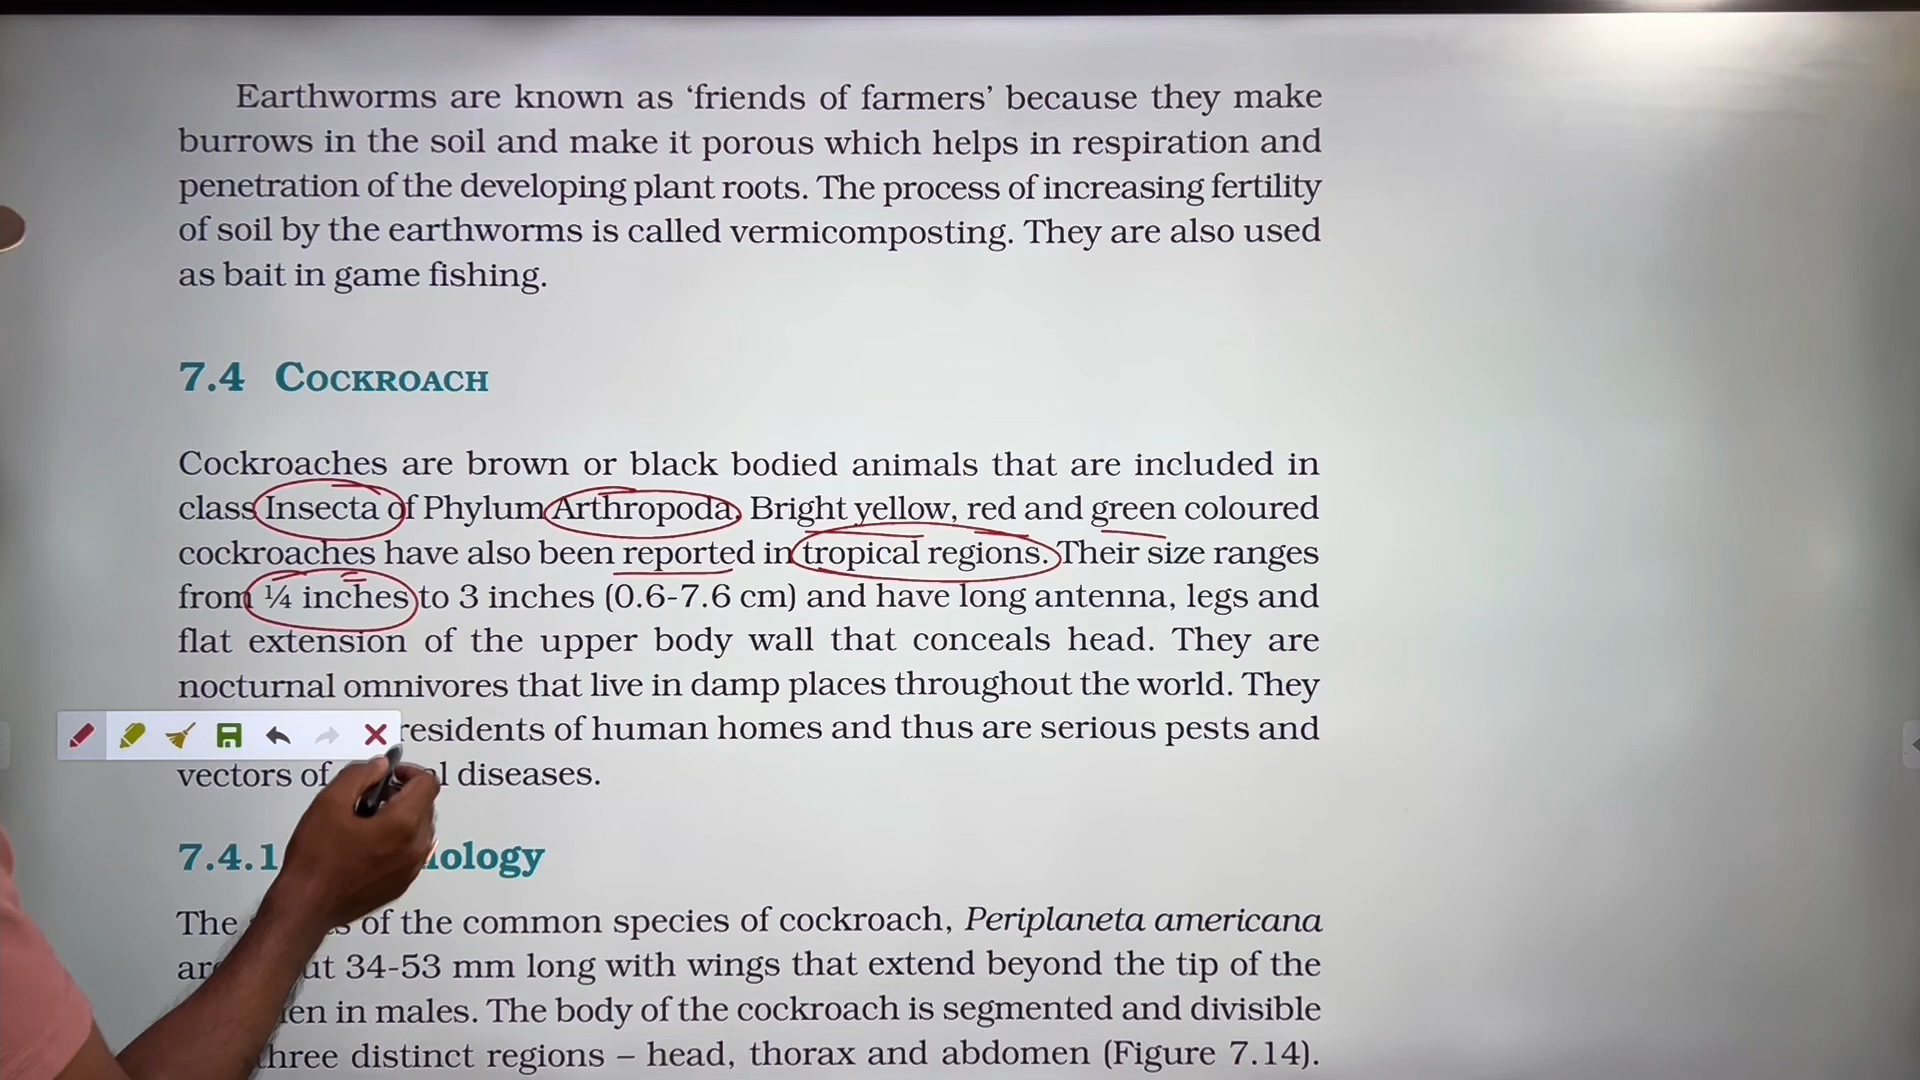 Earthworms are known as ‘friends of farmers’ because they make
burrows in the soil and make it porous which helps in respiration and
penetration of the developing plant roots. The process of increasing fertility
of soil by the earthworms is called vermicomposting. They are also used
as bait in game fishing.
7.4 COCKROACH
Cockroaches are brown or black bodied animals that are included in
class Insecta of Phylum Arthropoda. Bright yellow, red and green coloured
cockroaches have also been reported in tropical regions. Their size ranges
from ¼ inches to 3 inches (0.6-7.6 cm) and have long antenna, legs and
flat extension of the upper body wall that conceals head. They are
nocturnal omnivores that live in damp places throughout the world. They
residents of human homes and thus are serious pests and
vectors of diseases.
7.4.1
The of the common species of cockroach, Periplaneta americana
34-53 mm long with wings that extend beyond the tip of the
in males. The body of the cockroach is segmented and divisible
three distinct regions – head, thorax and abdomen (Figure 7.14).